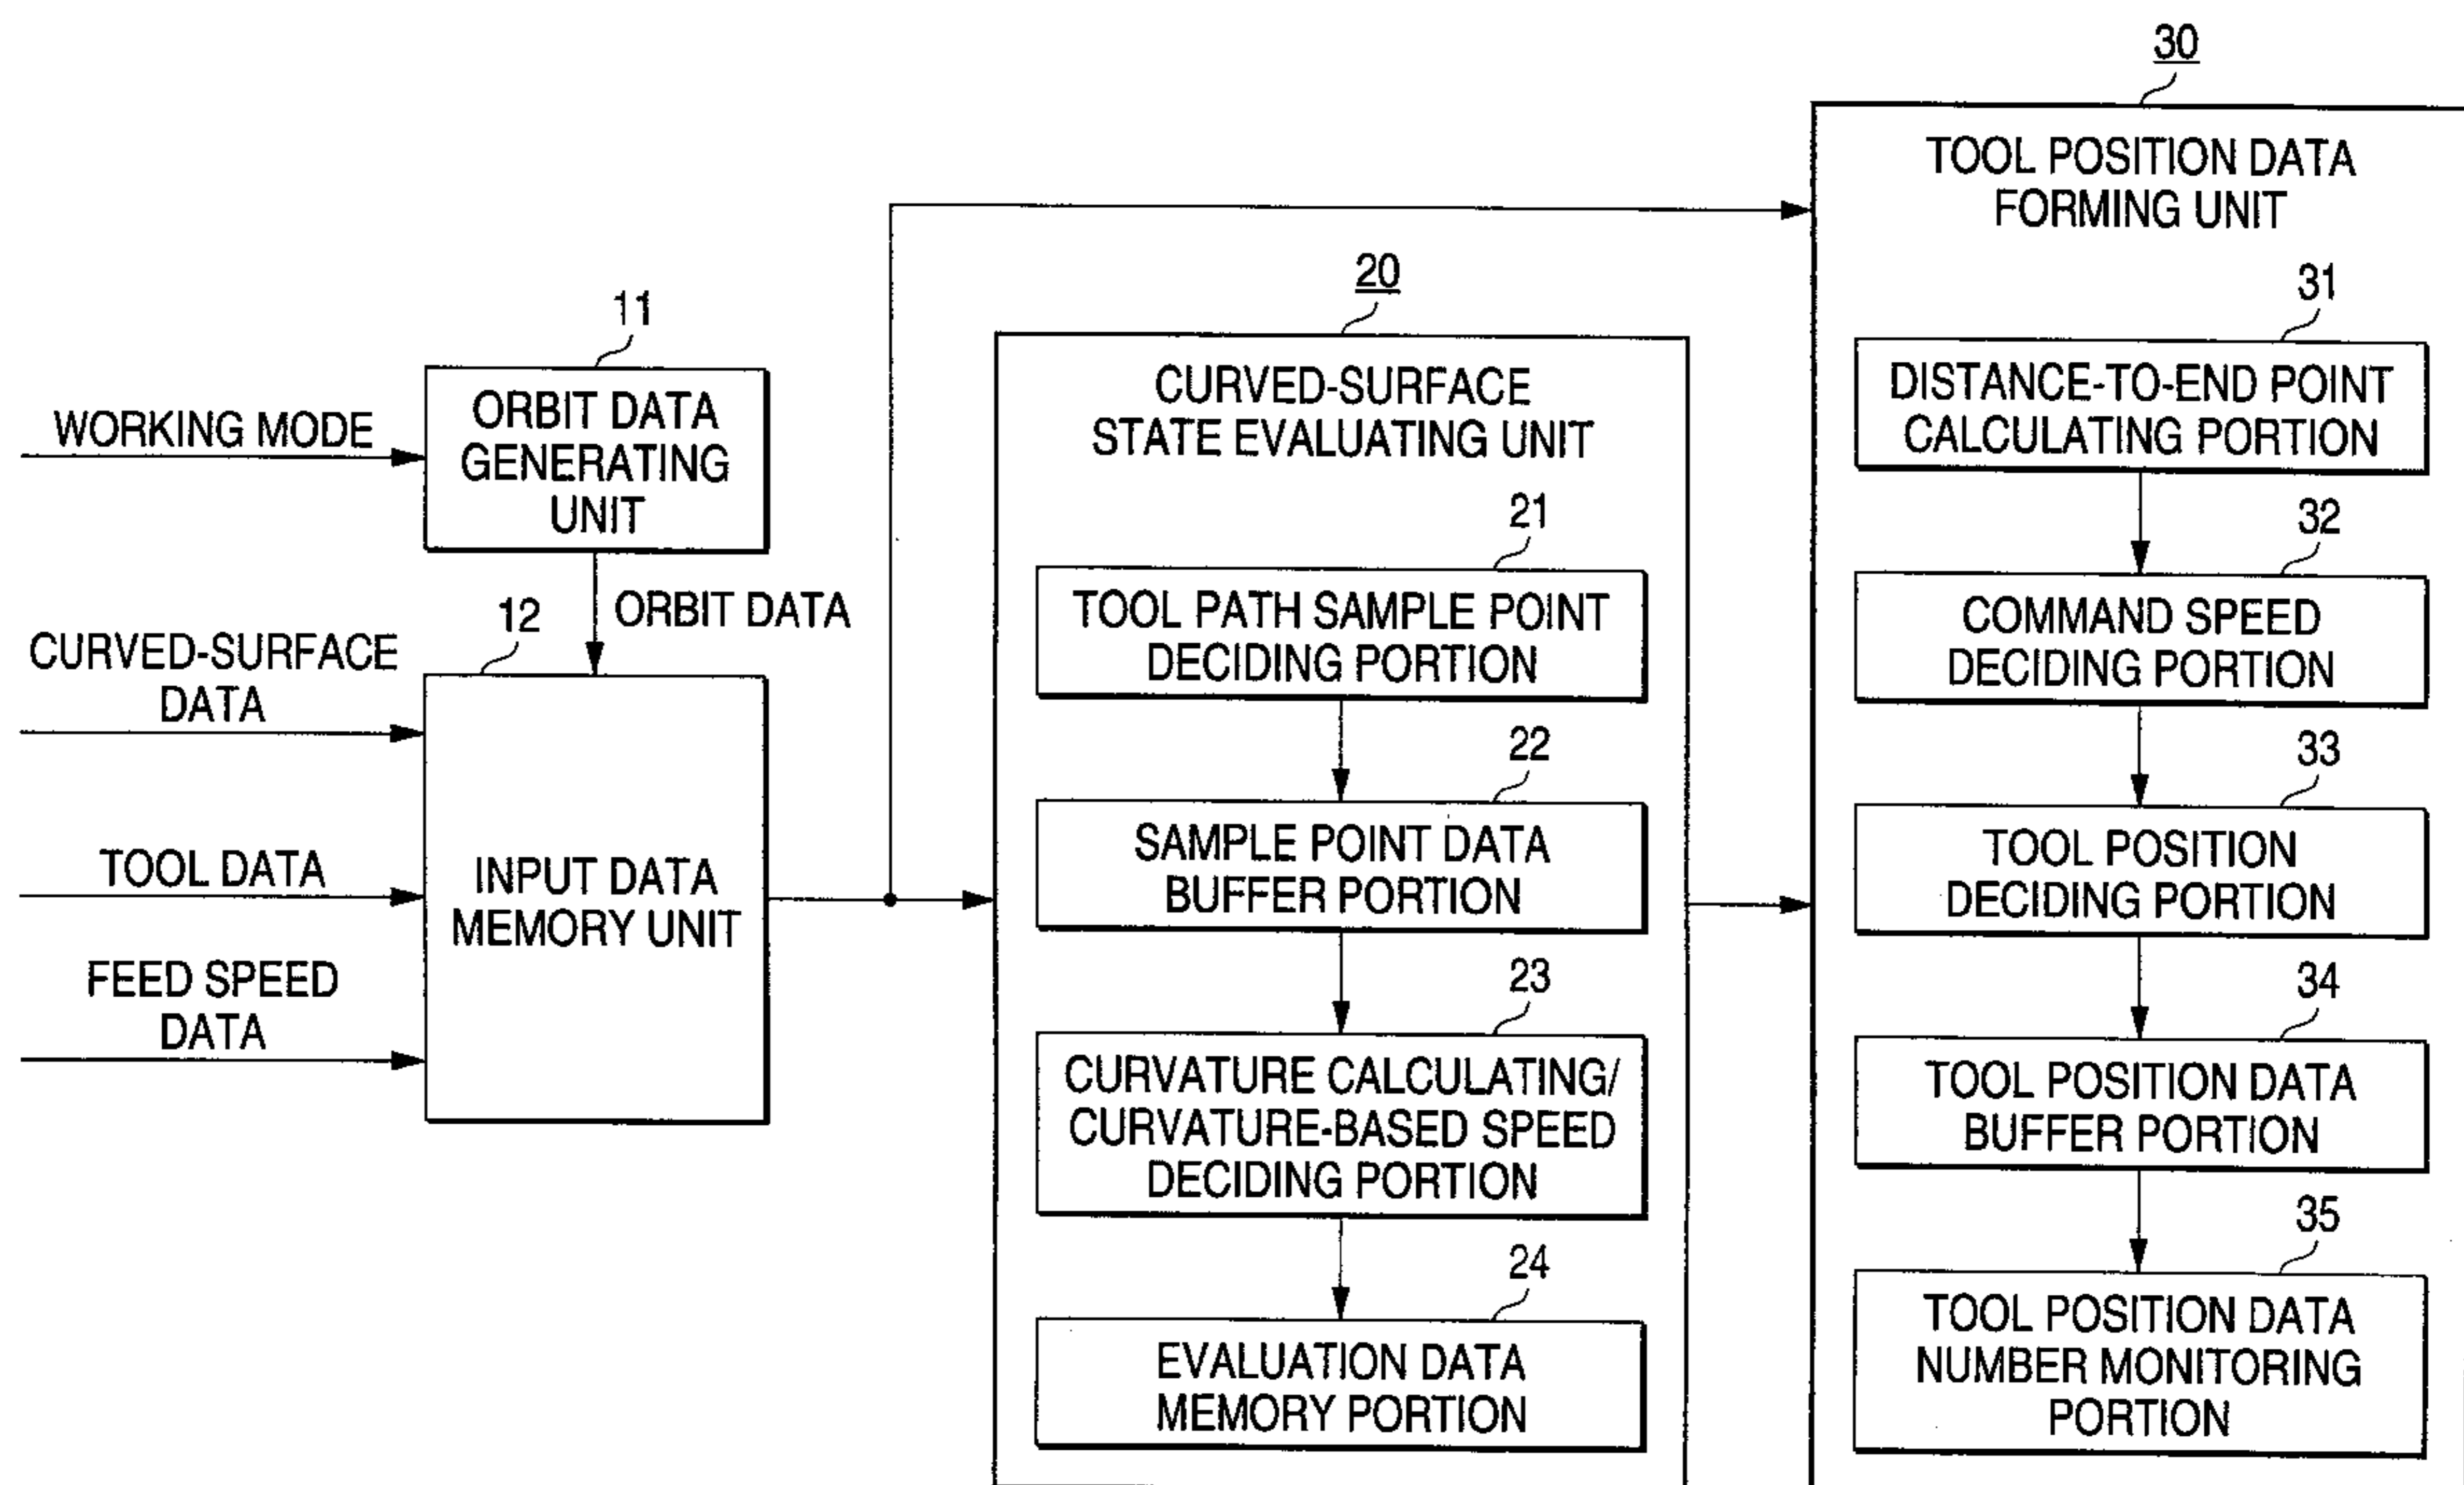 WORKING MODE
11
ORBIT DATA
GENERATING
UNIT
ORBIT DATA
CURVED-SURFACE
DATA
TOOL DATA
FEED SPEED
DATA
12
INPUT DATA
MEMORY UNIT
20
CURVED-SURFACE
STATE EVALUATING UNIT
21
TOOL PATH SAMPLE POINT
DECIDING PORTION
22
SAMPLE POINT DATA
BUFFER PORTION
23
CURVATURE CALCULATING/
CURVATURE-BASED SPEED
DECIDING PORTION
24
EVALUATION DATA
MEMORY PORTION
30
TOOL POSITION DATA
FORMING UNIT
31
DISTANCE-TO-END POINT
CALCULATING PORTION
32
COMMAND SPEED
DECIDING PORTION
33
TOOL POSITION
DECIDING PORTION
34
TOOL POSITION DATA
BUFFER PORTION
35
TOOL POSITION DATA
NUMBER MONITORING
PORTION